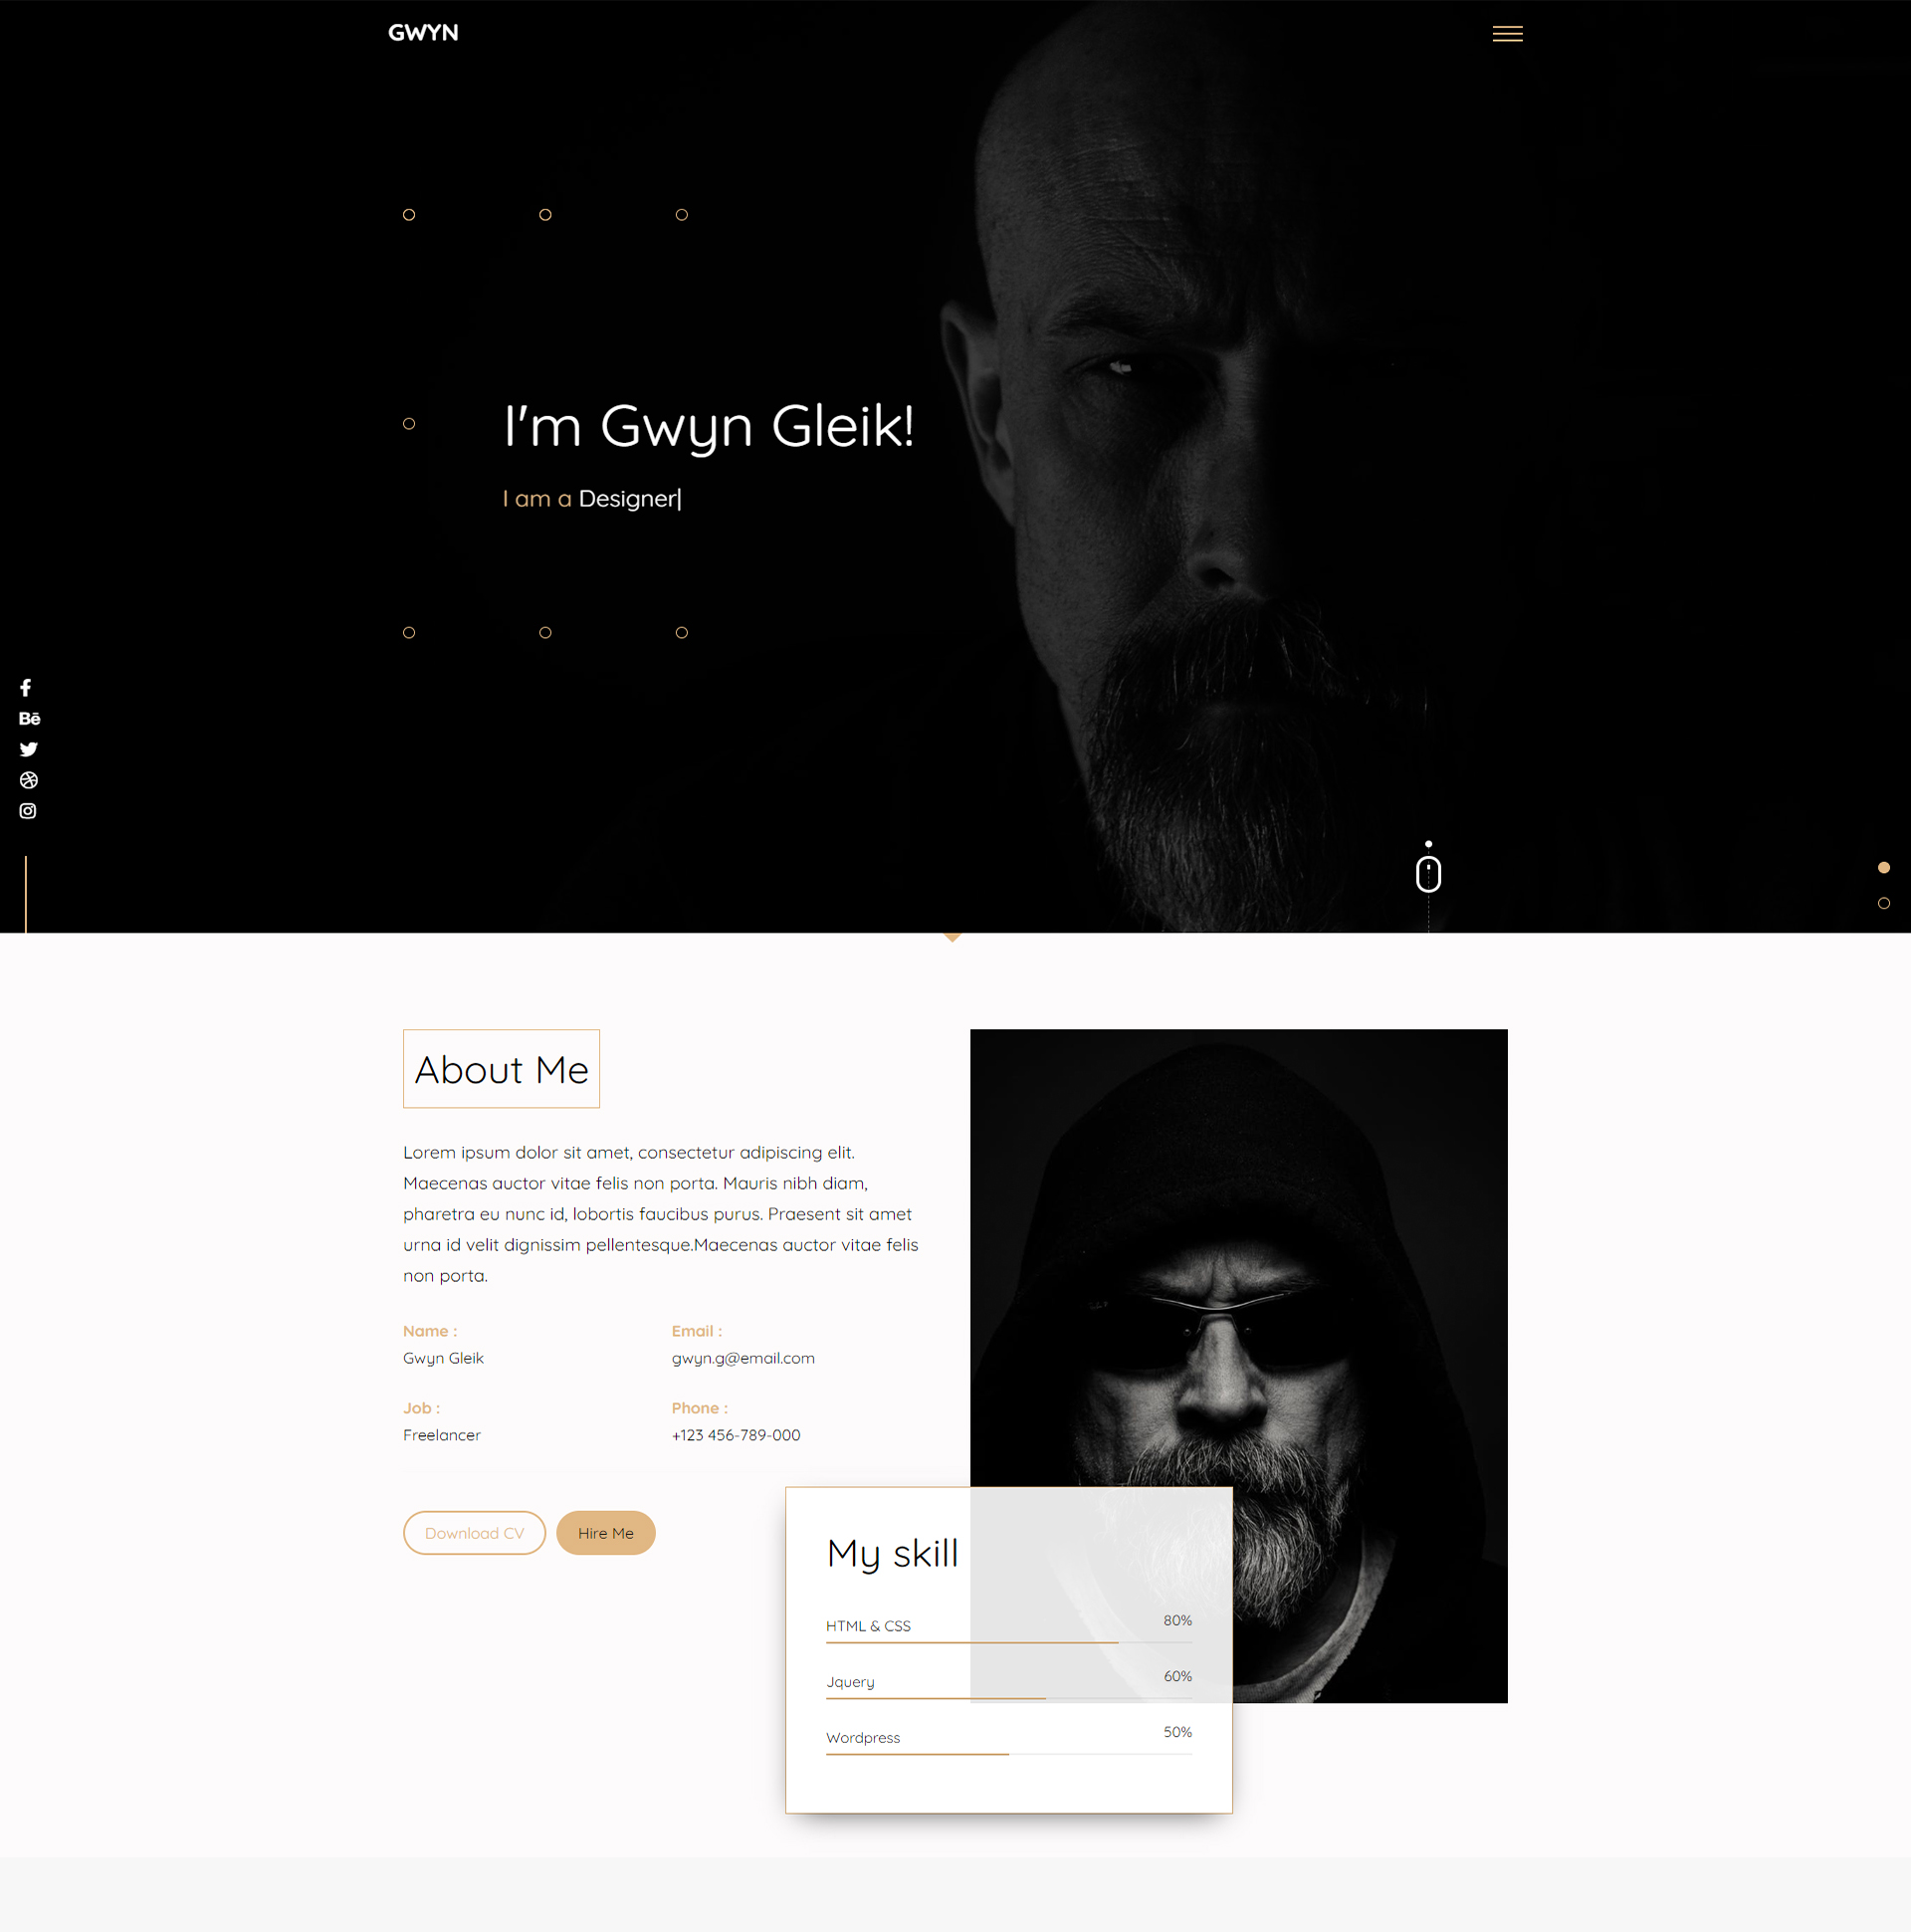 GWYN
I'm Gwyn Gleik!
I am a Designer|
Bē
About Me
Lorem ipsum dolor sit amet, consectetur adipiscing elit.
Maecenas auctor vitae felis non porta. Mauris nibh diam,
pharetra eu nunc id, lobortis faucibus purus. Praesent sit amet
urna id velit dignissim pellentesque.Maecenas auctor vitae felis
non porta.
Name :
Gwyn Gleik
Email :
gwyn.g@email.com
Job :
Freelancer
Phone :
+123 456-789-000
Download CV
Hire Me
My skill
HTML & CSS 80%
Jquery 60%
Wordpress 50%